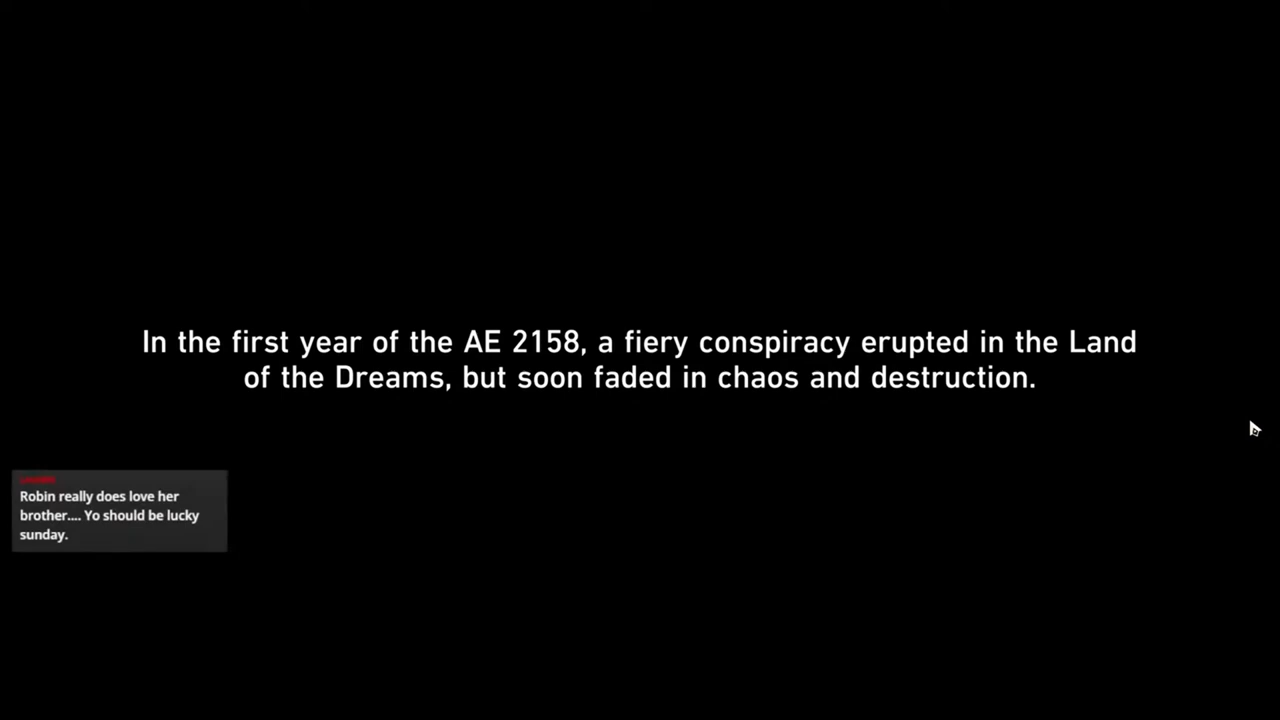 In the first year of the AE 2158, a fiery conspiracy erupted in the Land
of the Dreams, but soon faded in chaos and destruction.
Robin really does love her
brother.... Yo should be lucky
sunday.